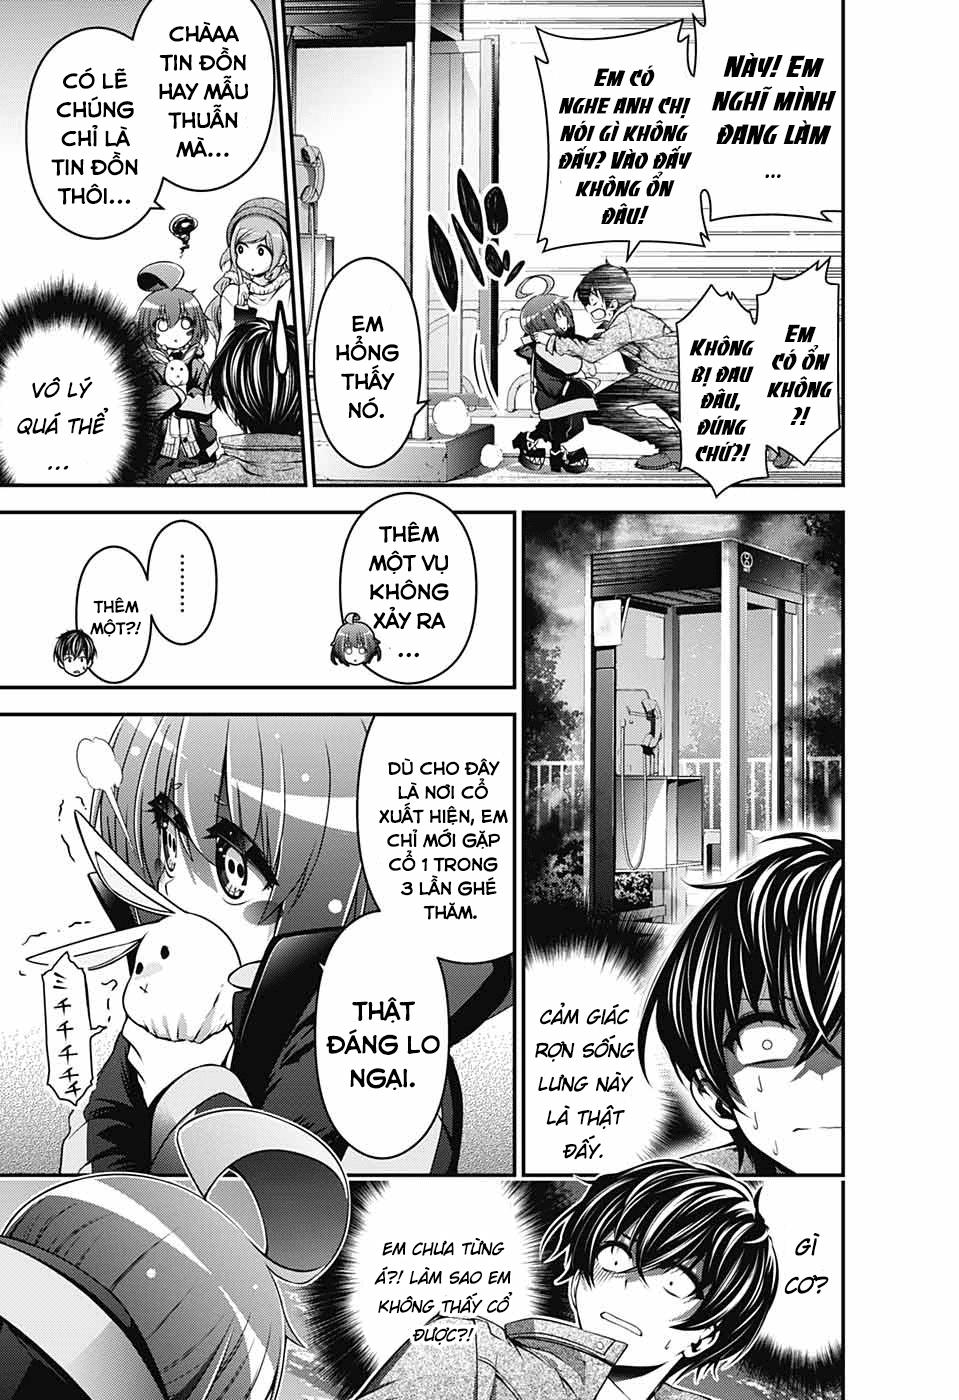 NÀY! EM
NGHĨ MÌNH
ĐANG LÀM
...
EM CÓ
NGHE ANH CHỊ
NÓI GÌ KHÔNG
ĐẤY? VÀO ĐẤY
KHÔNG ỔN
ĐÂU!
EM
CÓ ỔN
KHÔNG
?!
KHÔNG
BỊ ĐAU
ĐÂU,
ĐÚNG
CHỨ?!
EM
HỔNG
THẤY
NÓ.
CHÀAA
TIN ĐỒN
HAY MẪU
THUẪN
MÀ...
CÓ LẼ
CHÚNG
CHỈ LÀ
TIN ĐỒN
THÔI...
VÔ LÝ
QUÁ THỂ
...
CẢM GIÁC
RỢN SỐNG
LƯNG NÀY
LÀ THẬT
ĐẤY.
THÊM
MỘT VỤ
KHÔNG
XẢY RA
...
.......
THÊM
MỘT?!
DÙ CHO ĐÂY
LÀ NƠI CỔ
XUẤT HIỆN, EM
CHỈ MỚI GẶP
CỔ 1 TRONG
3 LẦN GHÉ
THĂM.
THẬT
ĐÁNG LO
NGẠI.
ミチチチチチ
GÌ
CƠ?
EM CHƯA TỪNG
Á?! LÀM SAO EM
KHÔNG THẤY CỔ
ĐƯỢC?!